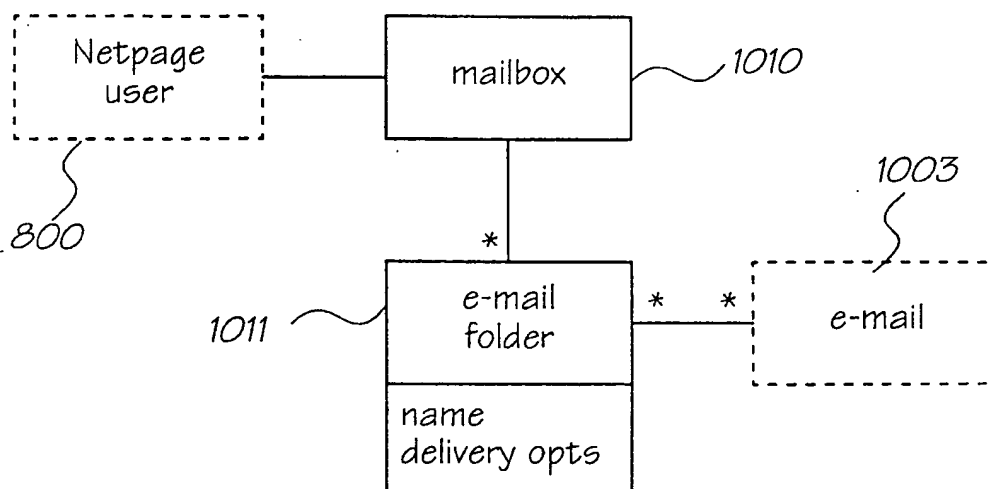 Netpage
user
mailbox
1010
800
1003
*
e-mail
folder
* *
e-mail
1011
name
delivery opts